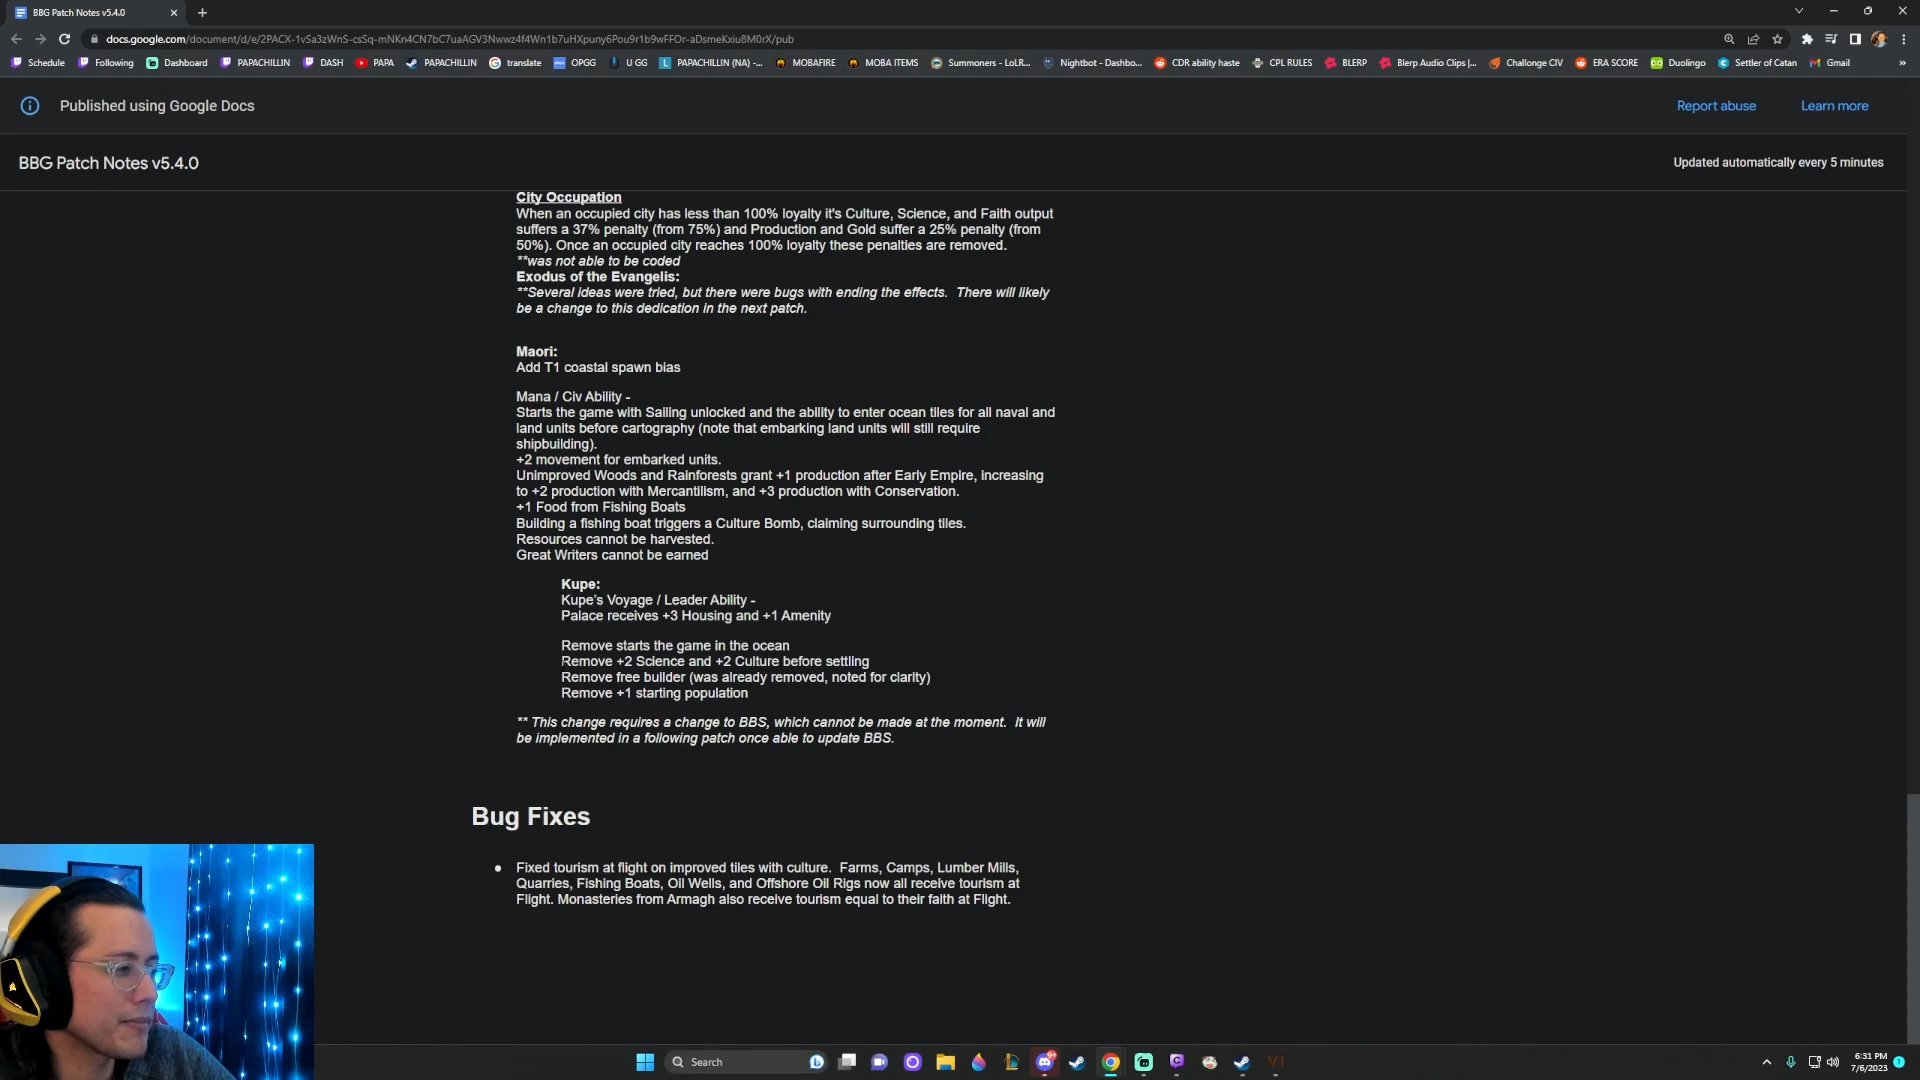 BBG Patch Notes v5.4.0
docs.google.com/document/d/e/2PACX-1vSa3zWnS-csSq-mNKn4CN7bC7uaAGV3Nwwz4f4Wn1b7uHXpuny6Pou9r1b9wFFOr-aDsmeKxiu8M0rX/pub
Schedule Following Dashboard PAPACHILLIN DASH PAPA PAPACHILLIN translate OPGG U GG PAPACHILLIN (NA) -... MOBAFIRE MOBA ITEMS Summoners - LoLR... Nightbot - Dashbo... CDR ability haste CPL RULES BLERP Blerp Audio Clips |... Challonge CIV ERA SCORE Duolingo Settler of Catan Gmail »
Published using Google Docs Report abuse Learn more
BBG Patch Notes v5.4.0 Updated automatically every 5 minutes
City Occupation
When an occupied city has less than 100% loyalty it's Culture, Science, and Faith output
suffers a 37% penalty (from 75%) and Production and Gold suffer a 25% penalty (from
50%). Once an occupied city reaches 100% loyalty these penalties are removed.
**was not able to be coded
Exodus of the Evangelis:
**Several ideas were tried, but there were bugs with ending the effects. There will likely
be a change to this dedication in the next patch.
Maori:
Add T1 coastal spawn bias
Mana / Civ Ability -
Starts the game with Sailing unlocked and the ability to enter ocean tiles for all naval and
land units before cartography (note that embarking land units will still require
shipbuilding).
+2 movement for embarked units.
Unimproved Woods and Rainforests grant +1 production after Early Empire, increasing
to +2 production with Mercantilism, and +3 production with Conservation.
+1 Food from Fishing Boats
Building a fishing boat triggers a Culture Bomb, claiming surrounding tiles.
Resources cannot be harvested.
Great Writers cannot be earned
Kupe:
Kupe's Voyage / Leader Ability -
Palace receives +3 Housing and +1 Amenity
Remove starts the game in the ocean
Remove +2 Science and +2 Culture before settling
Remove free builder (was already removed, noted for clarity)
Remove +1 starting population
** This change requires a change to BBS, which cannot be made at the moment. It will
be implemented in a following patch once able to update BBS.
Bug Fixes
● Fixed tourism at flight on improved tiles with culture. Farms, Camps, Lumber Mills,
Quarries, Fishing Boats, Oil Wells, and Offshore Oil Rigs now all receive tourism at
Flight. Monasteries from Armagh also receive tourism equal to their faith at Flight.
Search
6:31 PM
7/6/2023